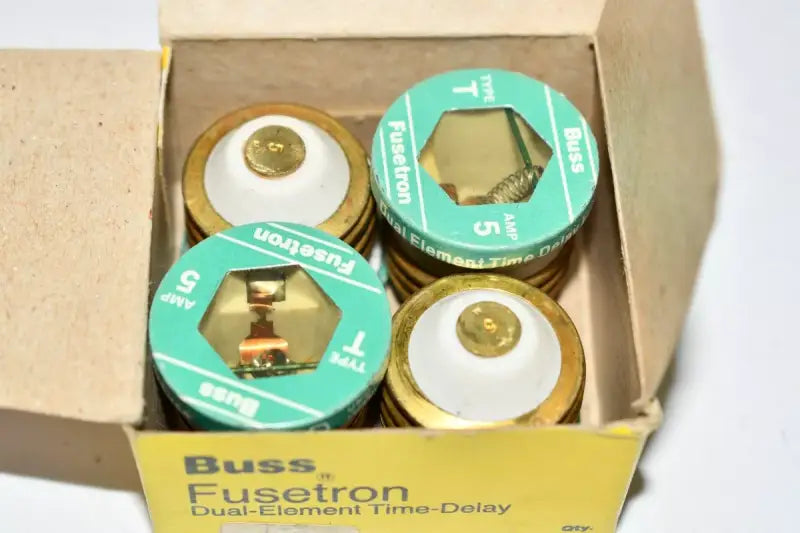 5
TYPE
T
Buss
Fusetron
AMP
5
Dual Element Time Delay
Fusetron
AMP
5
TYPE
T
Buss
5
Buss®
Fusetron
Dual-Element Time-Delay
Qty.